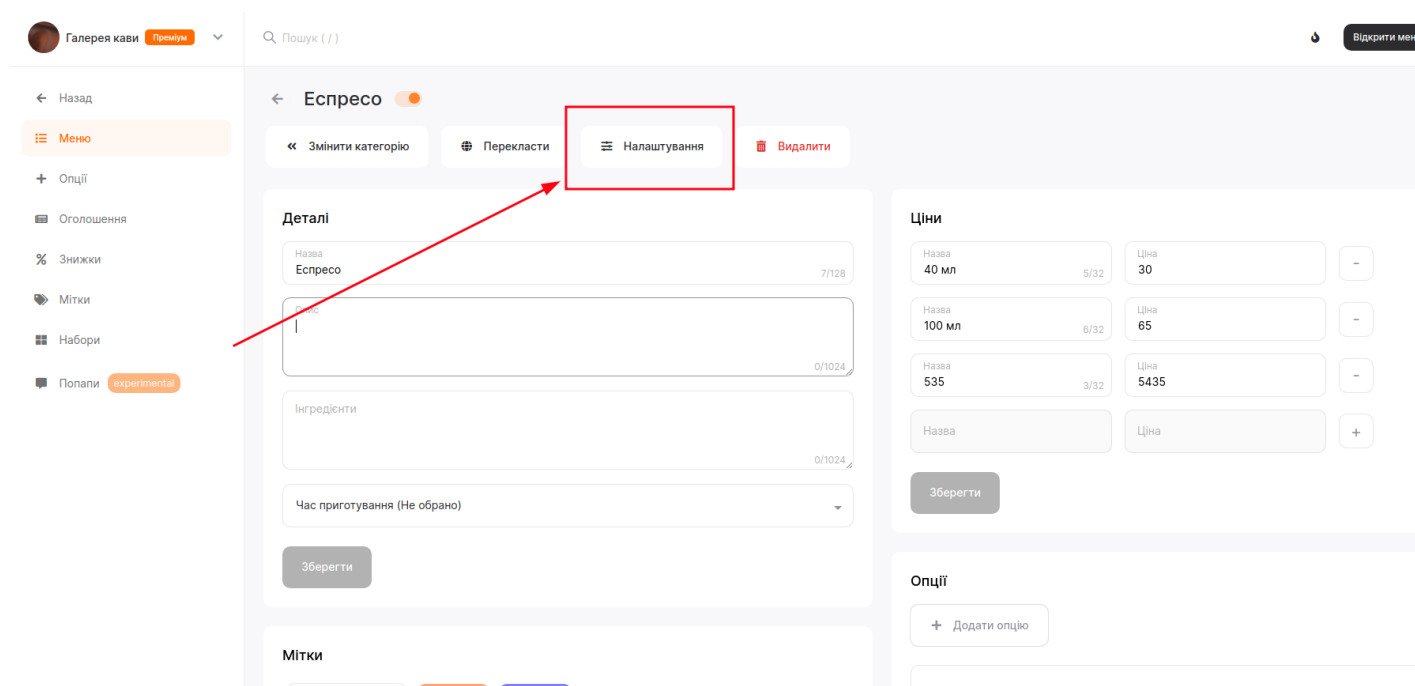 Галерея кави Преміум
Пошук ( / )
Відкрити мен
Назад
Меню
Опції
Оголошення
Знижки
Мітки
Набори
Попапи experimental
Еспресо
Змінити категорію
Перекласти
Налаштування
Видалити
Деталі
Назва
Еспресо
7/128
Опис
0/1024
Інгредієнти
0/1024
Час приготування (Не обрано)
Зберегти
Мітки
Ціни
Назва
40 мл
5/32
Ціна
30
Назва
100 мл
6/32
Ціна
65
Назва
535
3/32
Ціна
5435
Назва
Ціна
Зберегти
Опції
Додати опцію